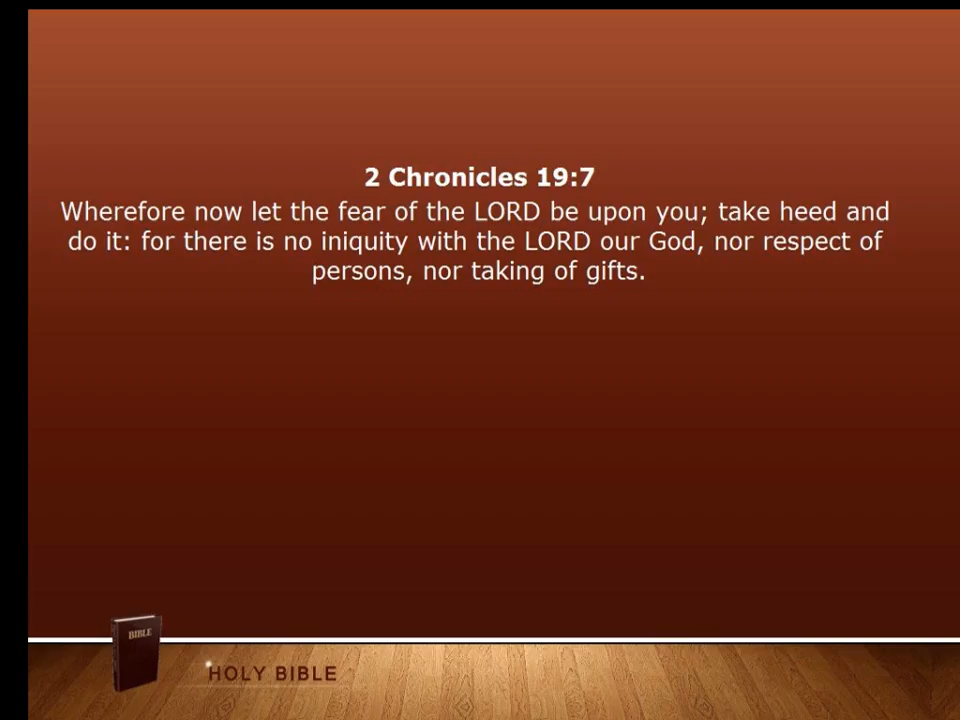 2 Chronicles 19:7
Wherefore now let the fear of the LORD be upon you; take heed and
do it: for there is no iniquity with the LORD our God, nor respect of
persons, nor taking of gifts.
BIBLE
HOLY BIBLE